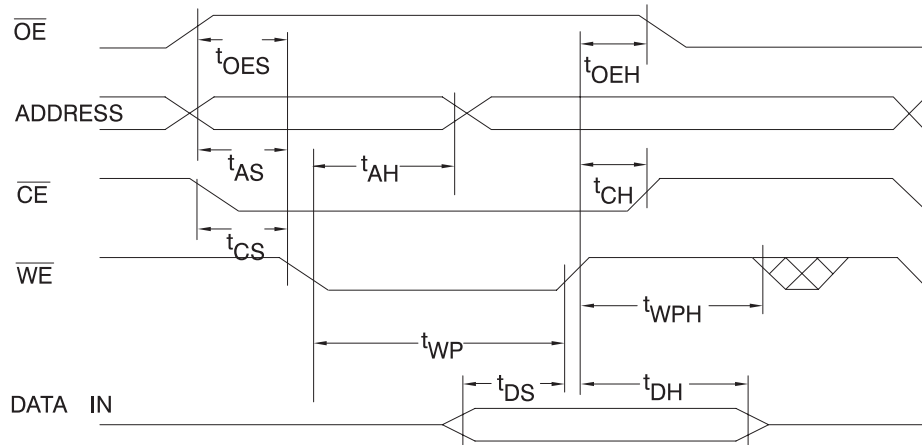 OE
tOES
tOEH
ADDRESS
tAS
tAH
CE
tCH
tCS
WE
tWPH
tWP
tDS
tDH
DATA IN